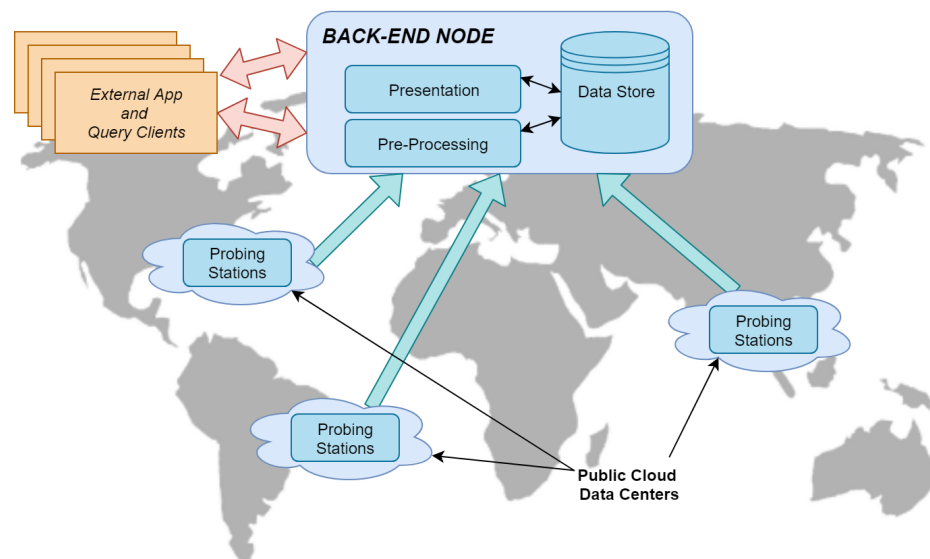 BACK-END NODE
External App
and
Query Clients
Presentation
Pre-Processing
Data Store
Probing
Stations
Probing
Stations
Probing
Stations
Public Cloud
Data Centers